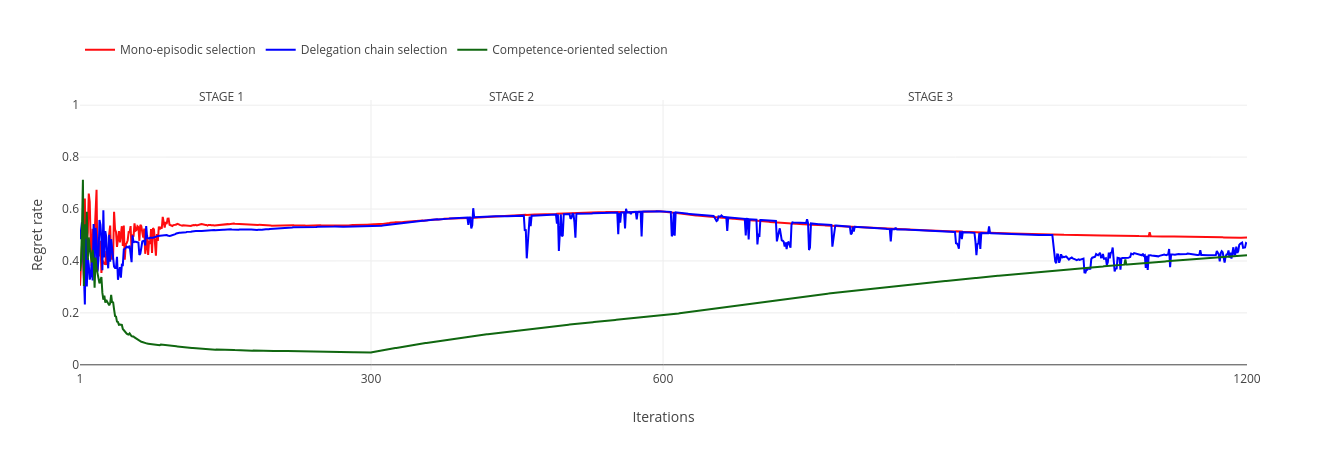 Mono-episodic selection Delegation chain selection Competence-oriented selection
STAGE 1 STAGE 2 STAGE 3
1
0.8
0.6
0.4
0.2
0
Regret rate
1 300 600 1200
Iterations